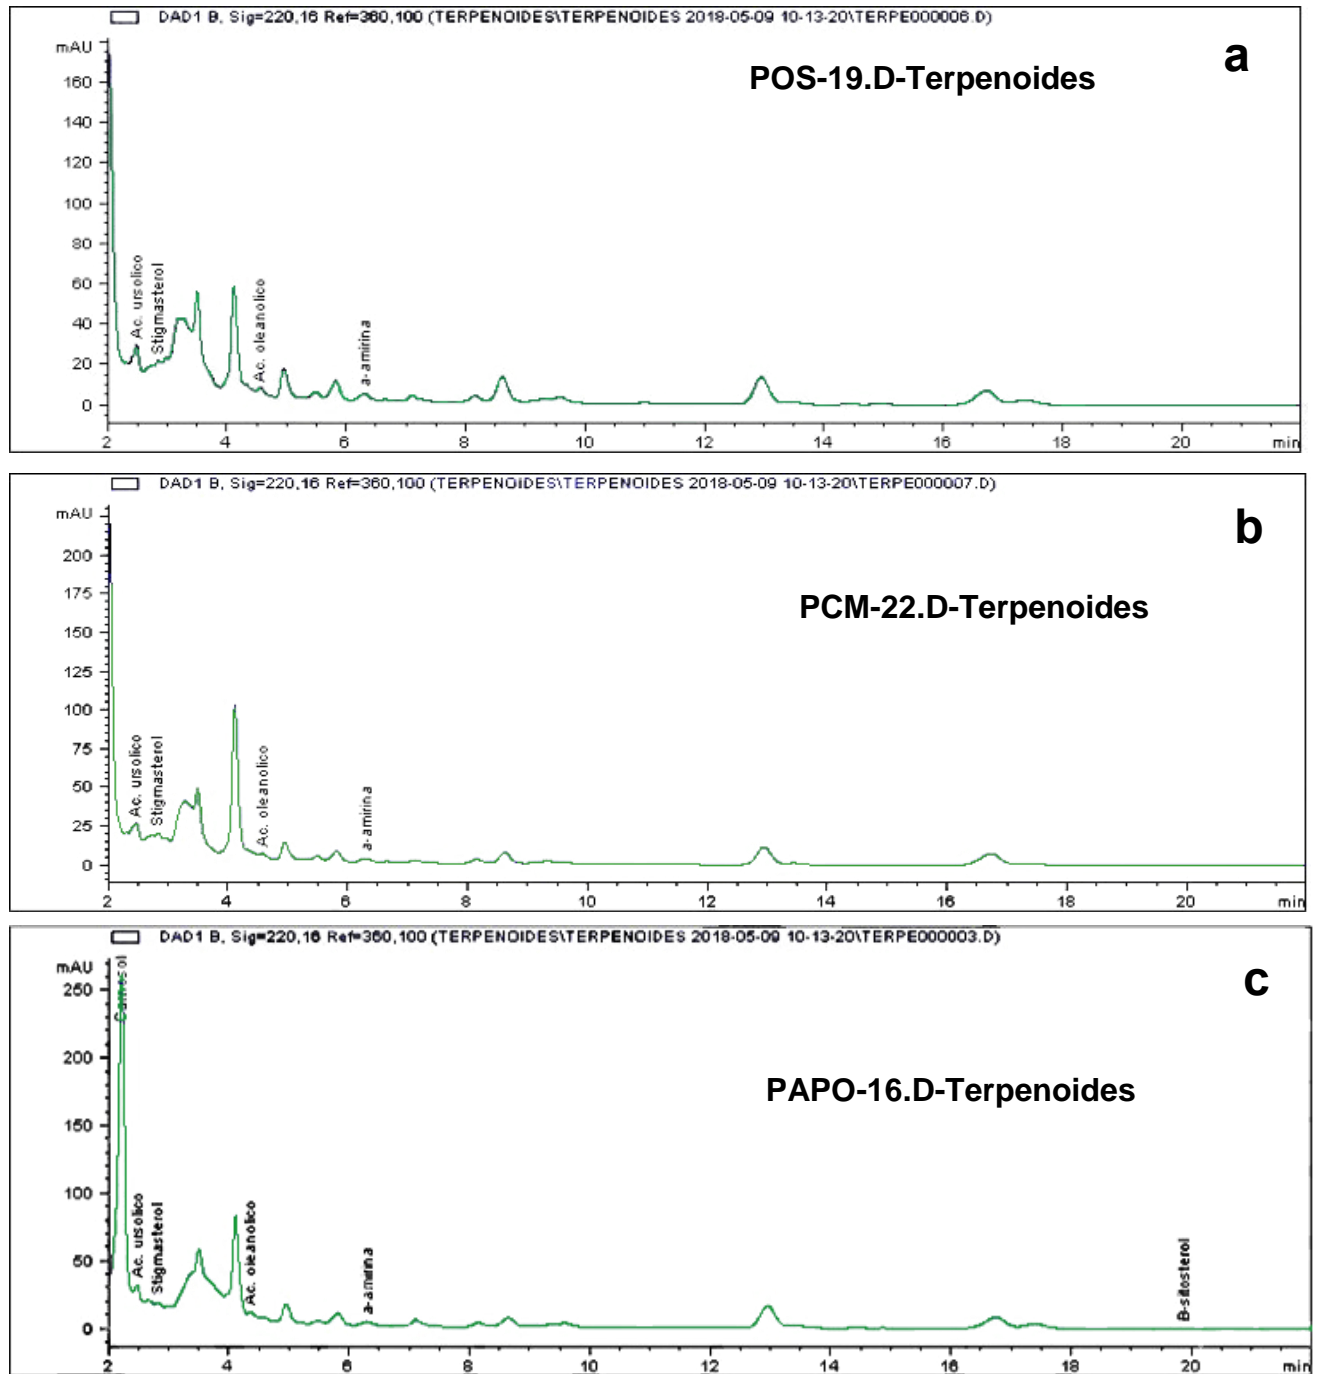 DAD1 B, Sig=220,16 Ref=360,100 (TERPENOIDES\TERPENOIDES 2018-05-09 10-13-20\TERPE000006.D)
mAU
a
POS-19.D-Terpenoides
160
140
120
100
80
60
40
20
0
Ac. ursolico
Stigmasterol
Ac. oleanolico
a-amirina
2 4 6 8 10 12 14 16 18 20 min
DAD1 B, Sig=220,16 Ref=360,100 (TERPENOIDES\TERPENOIDES 2018-05-09 10-13-20\TERPE000007.D)
mAU
b
PCM-22.D-Terpenoides
200
175
150
125
100
75
50
25
0
Ac. ursolico
Stigmasterol
Ac. oleanolico
a-amirina
2 4 6 8 10 12 14 16 18 20 min
DAD1 B, Sig=220,16 Ref=360,100 (TERPENOIDES\TERPENOIDES 2018-05-09 10-13-20\TERPE000003.D)
mAU
c
PAPO-16.D-Terpenoides
250
200
150
100
50
0
Ac. ursolico
Stigmasterol
Ac. oleanolico
a-amirina
B-sitosterol
2 4 6 8 10 12 14 16 18 20 min